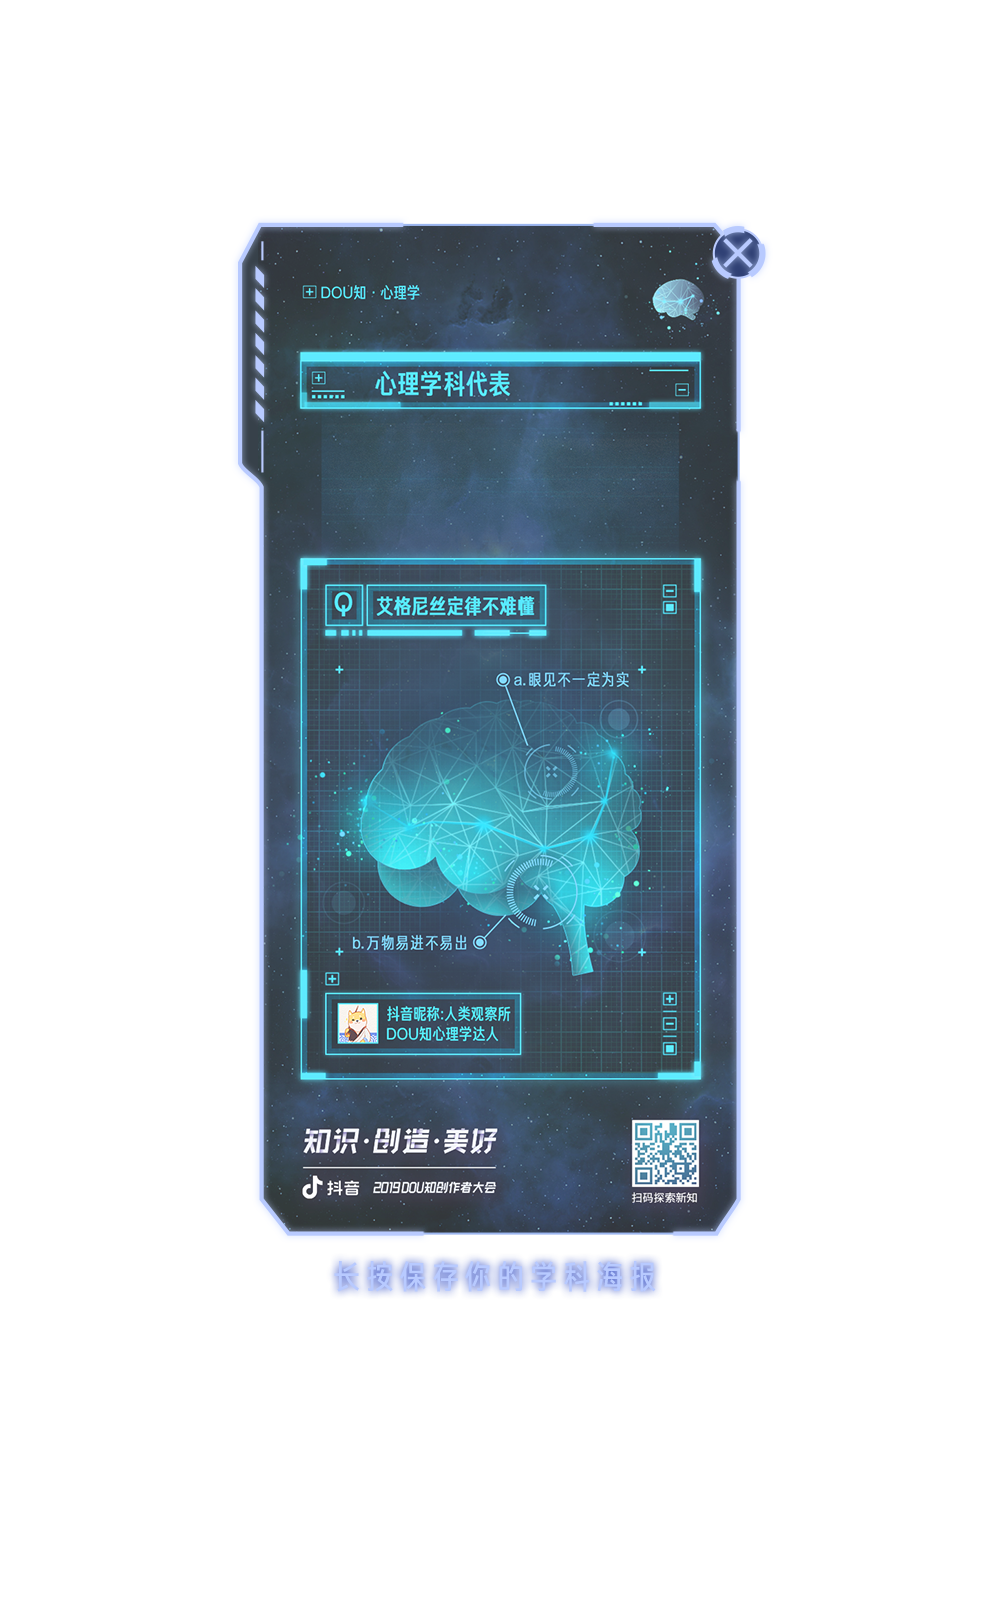 DOU知·心理学
心理学科代表
Q 艾格尼丝定律不难懂
a.眼见不一定为实
b.万物易进不易出
抖音昵称:人类观察所
DOU知心理学达人
知识·创造·美好
抖音 2019DOU知创作者大会
扫码探索新知
长按保存你的学科海报